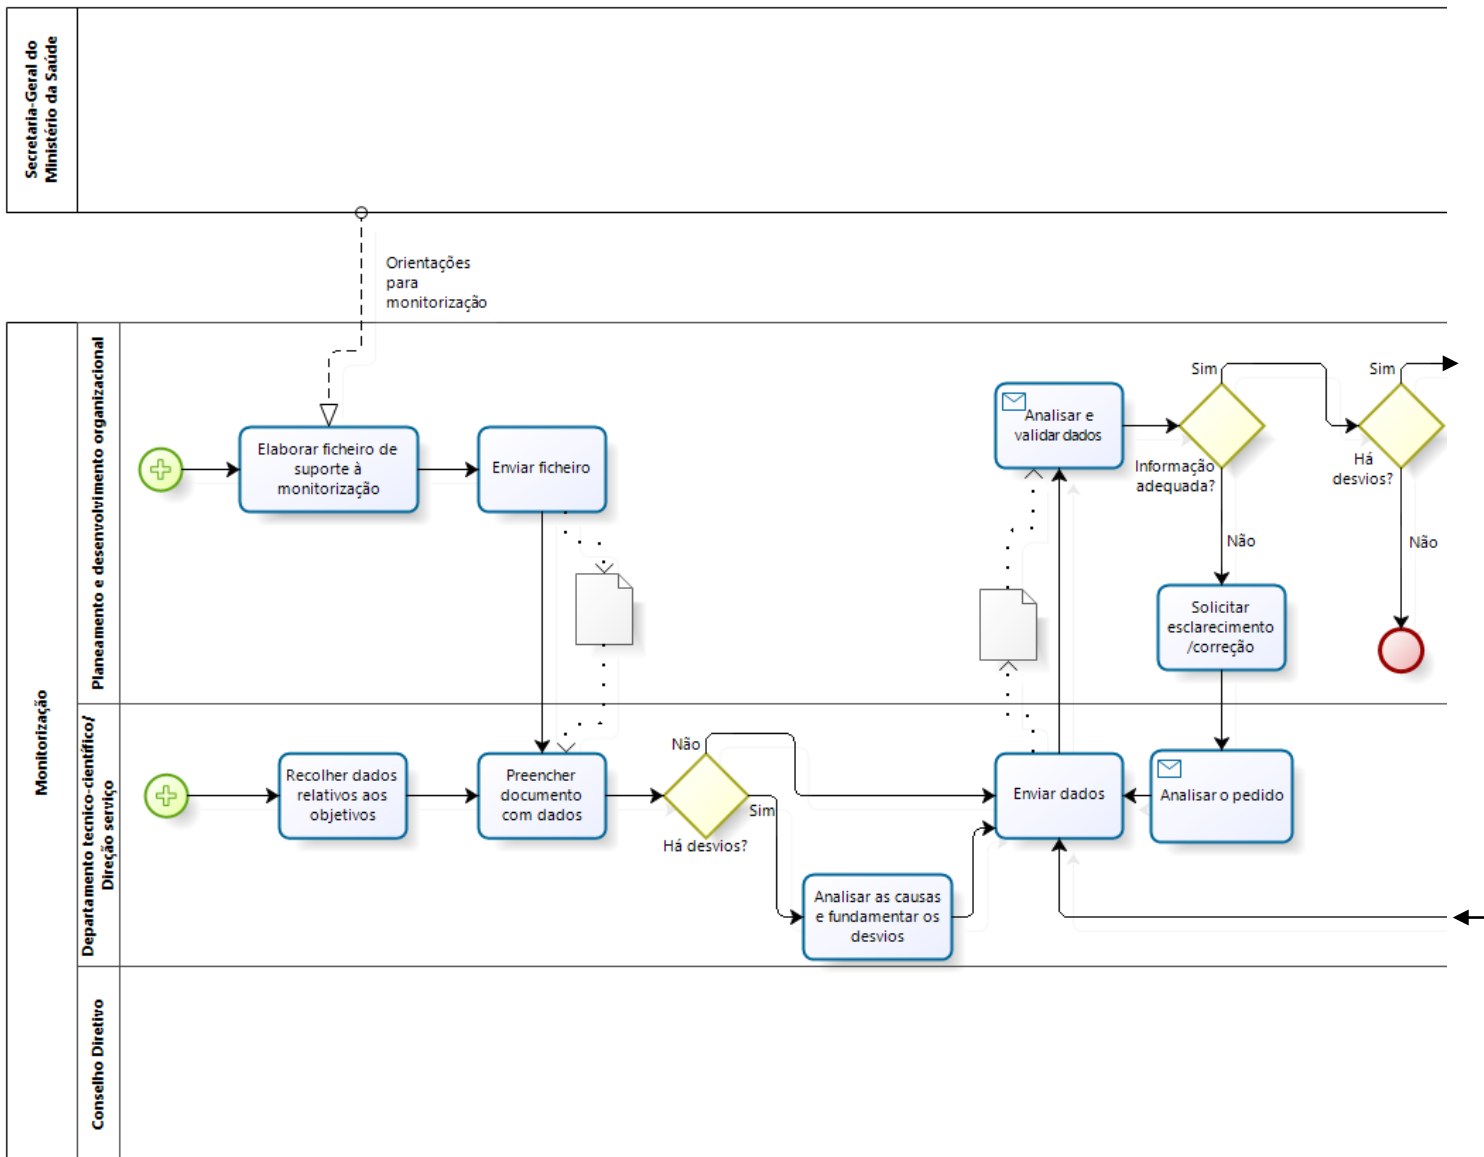 Secretaria-Geral do
Ministério da Saúde
Orientações
para
monitorização
Monitorização
Planeamento e desenvolvimento organizacional
Elaborar ficheiro de
suporte à
monitorização
Enviar ficheiro
Analisar e
validar dados
Sim
Informação
adequada?
Não
Sim
Há
desvios?
Não
Solicitar
esclarecimento
/correção
Departamento tecnico-científico/
Direção serviço
Recolher dados
relativos aos
objetivos
Preencher
documento
com dados
Não
Sim
Há desvios?
Analisar as causas
e fundamentar os
desvios
Enviar dados
Analisar o pedido
Conselho Diretivo